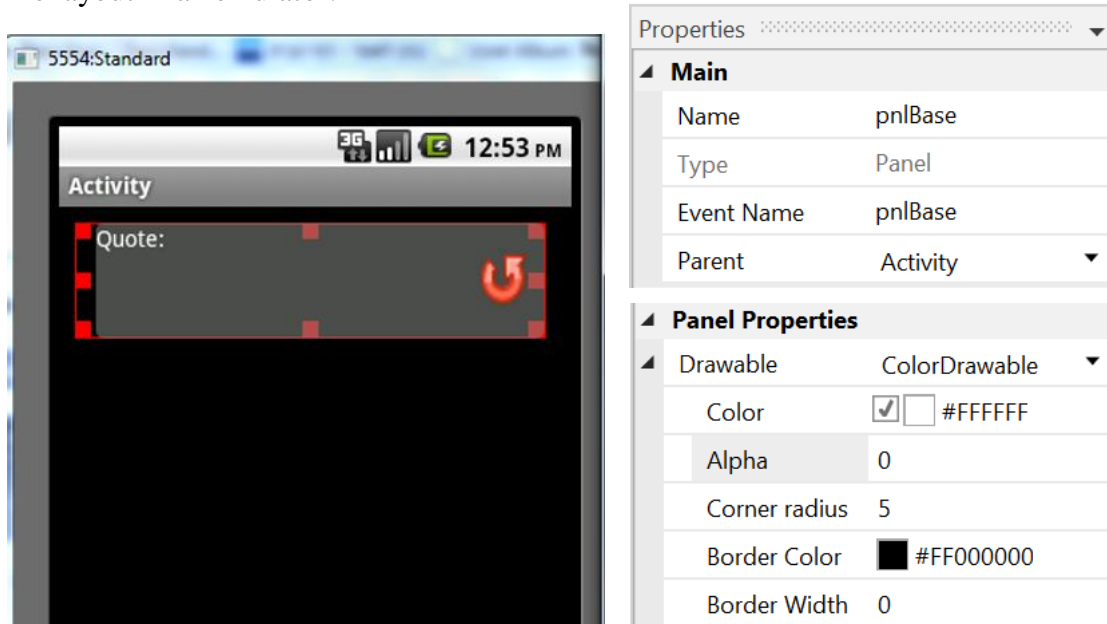 5554:Standard
3G 12:53 PM
Activity
Quote:
Properties
Main
Name pnlBase
Type Panel
Event Name pnlBase
Parent Activity
Panel Properties
Drawable ColorDrawable
Color #FFFFFF
Alpha 0
Corner radius 5
Border Color #FF000000
Border Width 0